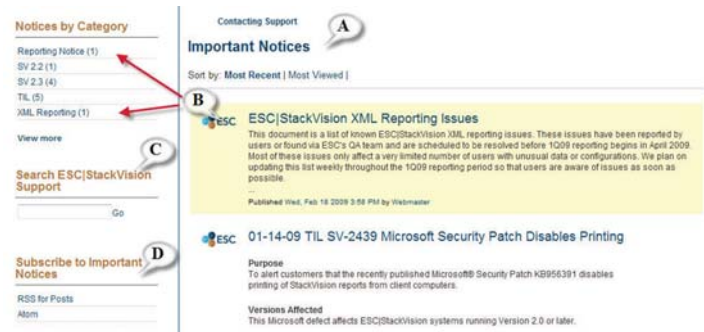 Notices by Category
Reporting Notice (1)
SV 2.2 (1)
SV 2.3 (4)
TIL (5)
XML Reporting (1)
View more
C
Search ESC|StackVision
Support
Go
D
Subscribe to Important
Notices
RSS for Posts
Atom
Contacting Support
A
Important Notices
Sort by: Most Recent | Most Viewed |
B
ESC
ESC|StackVision XML Reporting Issues
This document is a list of known ESC|StackVision XML reporting issues. These issues have been reported by
users or found via ESC's QA team and are scheduled to be resolved before 1Q09 reporting begins in April 2009.
Most of these issues only affect a very limited number of users with unusual data or configurations. We plan on
updating this list weekly throughout the 1Q09 reporting period so that users are aware of issues as soon as
possible.
...
Published Wed, Feb 18 2009 3:58 PM by Webmaster
ESC
01-14-09 TIL SV-2439 Microsoft Security Patch Disables Printing
Purpose
To alert customers that the recently published Microsoft® Security Patch KB956391 disables
printing of StackVision reports from client computers.
Versions Affected
This Microsoft defect affects ESC|StackVision systems running Version 2.0 or later.